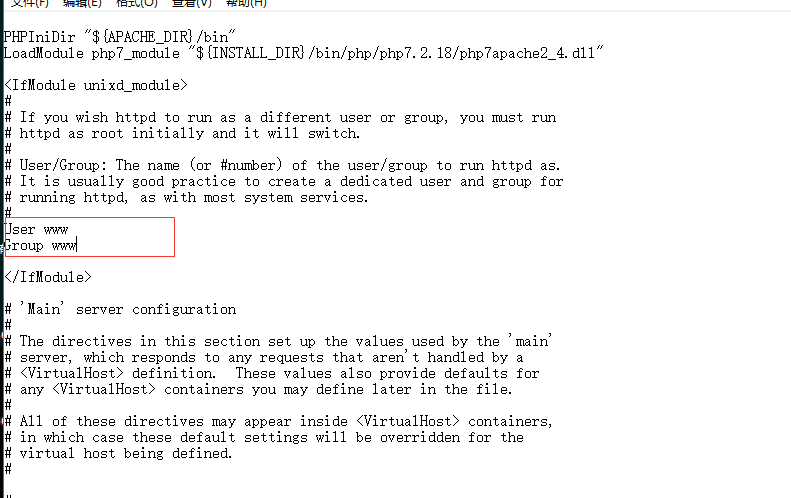 文件(F) 编辑(E) 格式(O) 查看(V) 帮助(H)
PHPIniDir "${APACHE_DIR}/bin"
LoadModule php7_module "${INSTALL_DIR}/bin/php/php7.2.18/php7apache2_4.dll"
<IfModule unixd_module>
#
# If you wish httpd to run as a different user or group, you must run
# httpd as root initially and it will switch.
#
# User/Group: The name (or #number) of the user/group to run httpd as.
# It is usually good practice to create a dedicated user and group for
# running httpd, as with most system services.
#
User www
Group www
</IfModule>
# 'Main' server configuration
#
# The directives in this section set up the values used by the 'main'
# server, which responds to any requests that aren't handled by a
# <VirtualHost> definition.  These values also provide defaults for
# any <VirtualHost> containers you may define later in the file.
#
# All of these directives may appear inside <VirtualHost> containers,
# in which case these default settings will be overridden for the
# virtual host being defined.
#